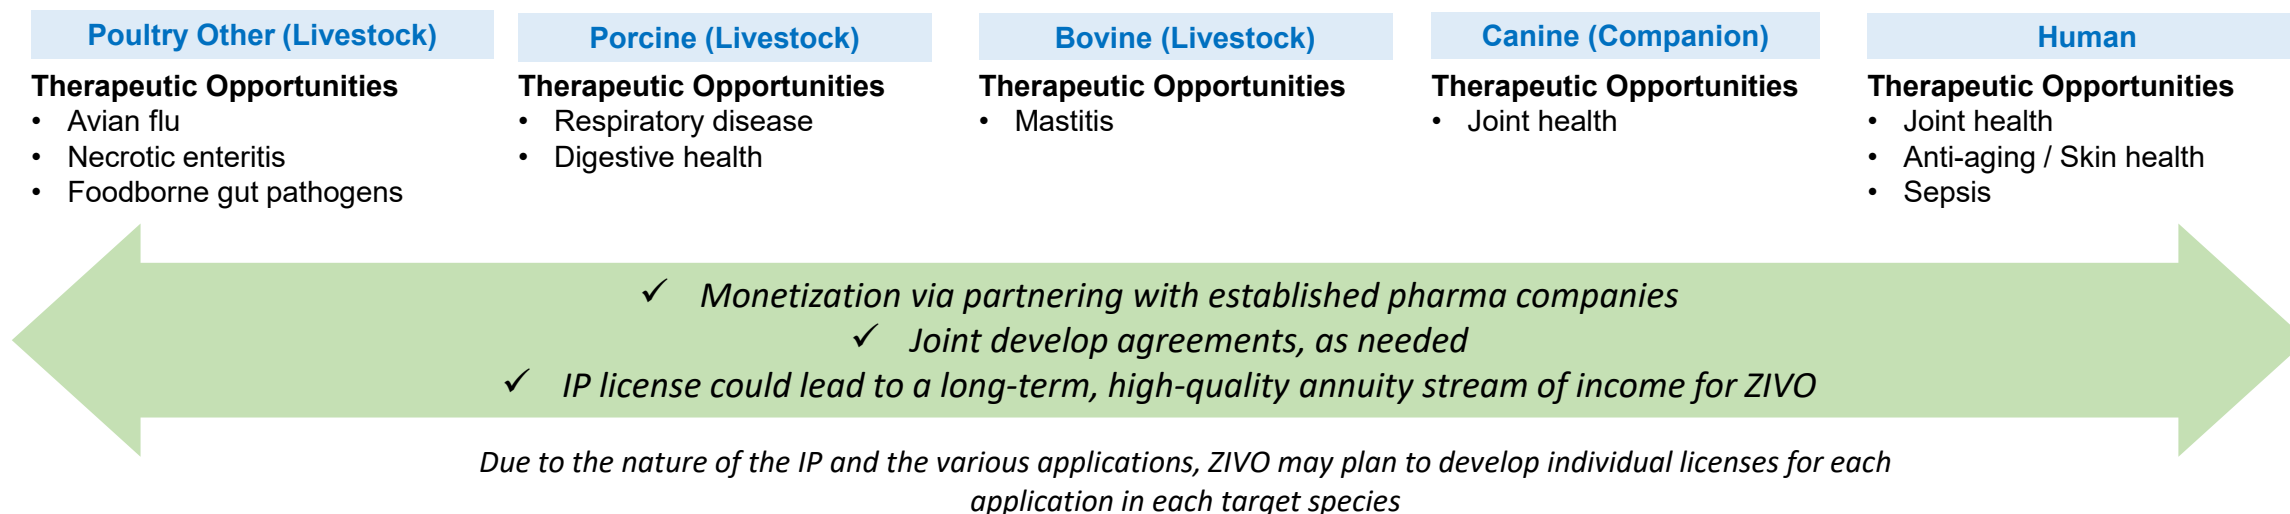 Poultry Other (Livestock)
Therapeutic Opportunities
• Avian flu
• Necrotic enteritis
• Foodborne gut pathogens
Porcine (Livestock)
Therapeutic Opportunities
• Respiratory disease
• Digestive health
Bovine (Livestock)
Therapeutic Opportunities
• Mastitis
Canine (Companion)
Therapeutic Opportunities
• Joint health
Human
Therapeutic Opportunities
• Joint health
• Anti-aging / Skin health
• Sepsis
✓ Monetization via partnering with established pharma companies
✓ Joint develop agreements, as needed
✓ IP license could lead to a long-term, high-quality annuity stream of income for ZIVO
Due to the nature of the IP and the various applications, ZIVO may plan to develop individual licenses for each
application in each target species